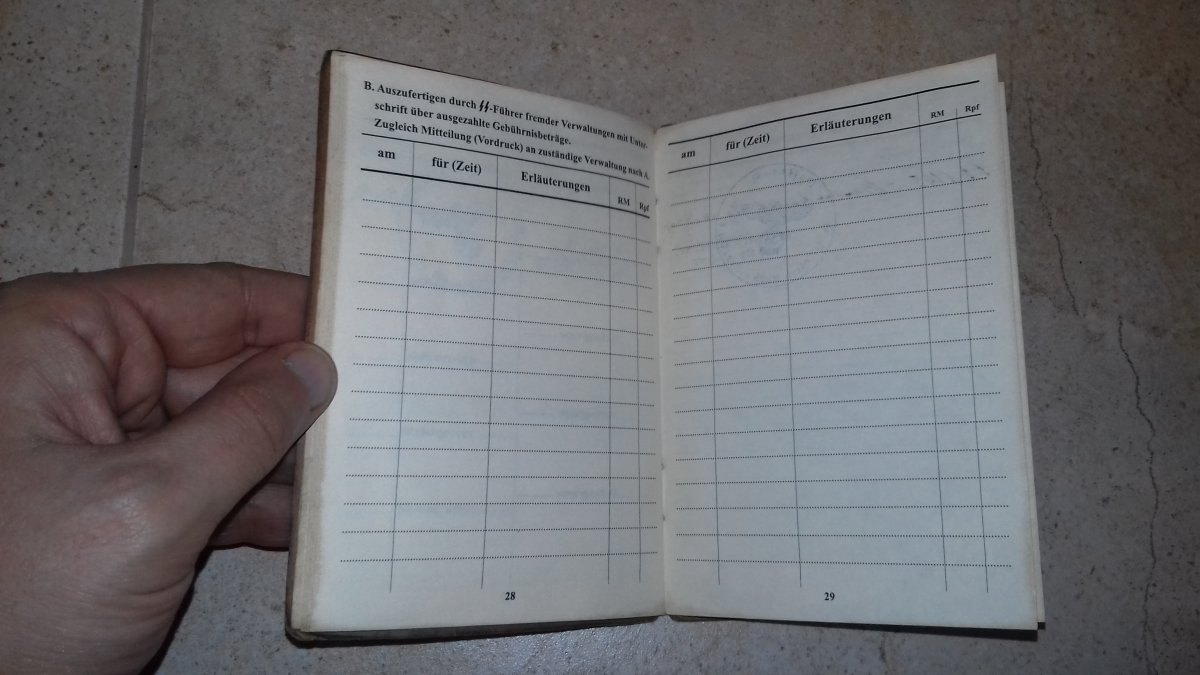 B. Auszufertigen durch ᛋᛋ-Führer fremder Verwaltungen mit Unter-
schrift über ausgezahlte Gebührnisbeträge.
Zugleich Mitteilung (Vordruck) an zuständige Verwaltung nach A.
am für (Zeit) Erläuterungen RM Rpf
28
am für (Zeit) Erläuterungen RM Rpf
29